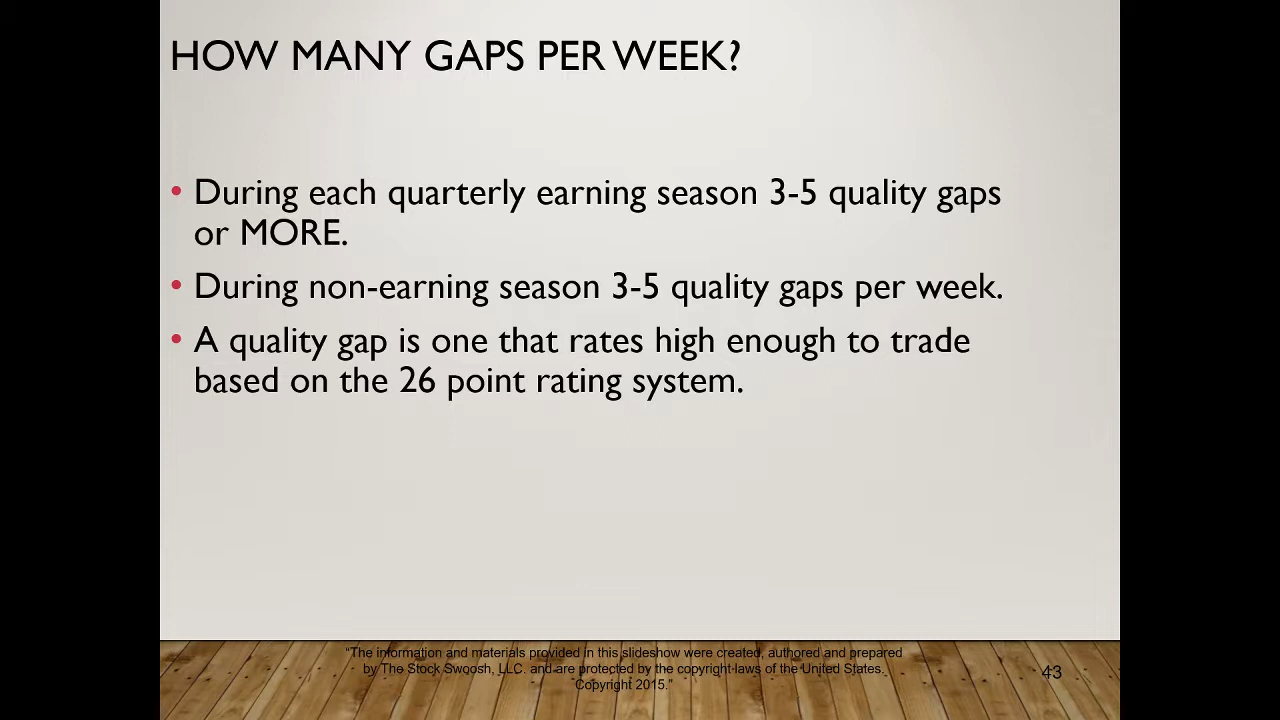 HOW MANY GAPS PER WEEK?
• During each quarterly earning season 3-5 quality gaps
or MORE.
• During non-earning season 3-5 quality gaps per week.
• A quality gap is one that rates high enough to trade
based on the 26 point rating system.
"The information and materials provided in this slideshow were created, authored and prepared
by The Stock Swoosh, LLC. and are protected by the copyright laws of the United States.
Copyright 2015."
43